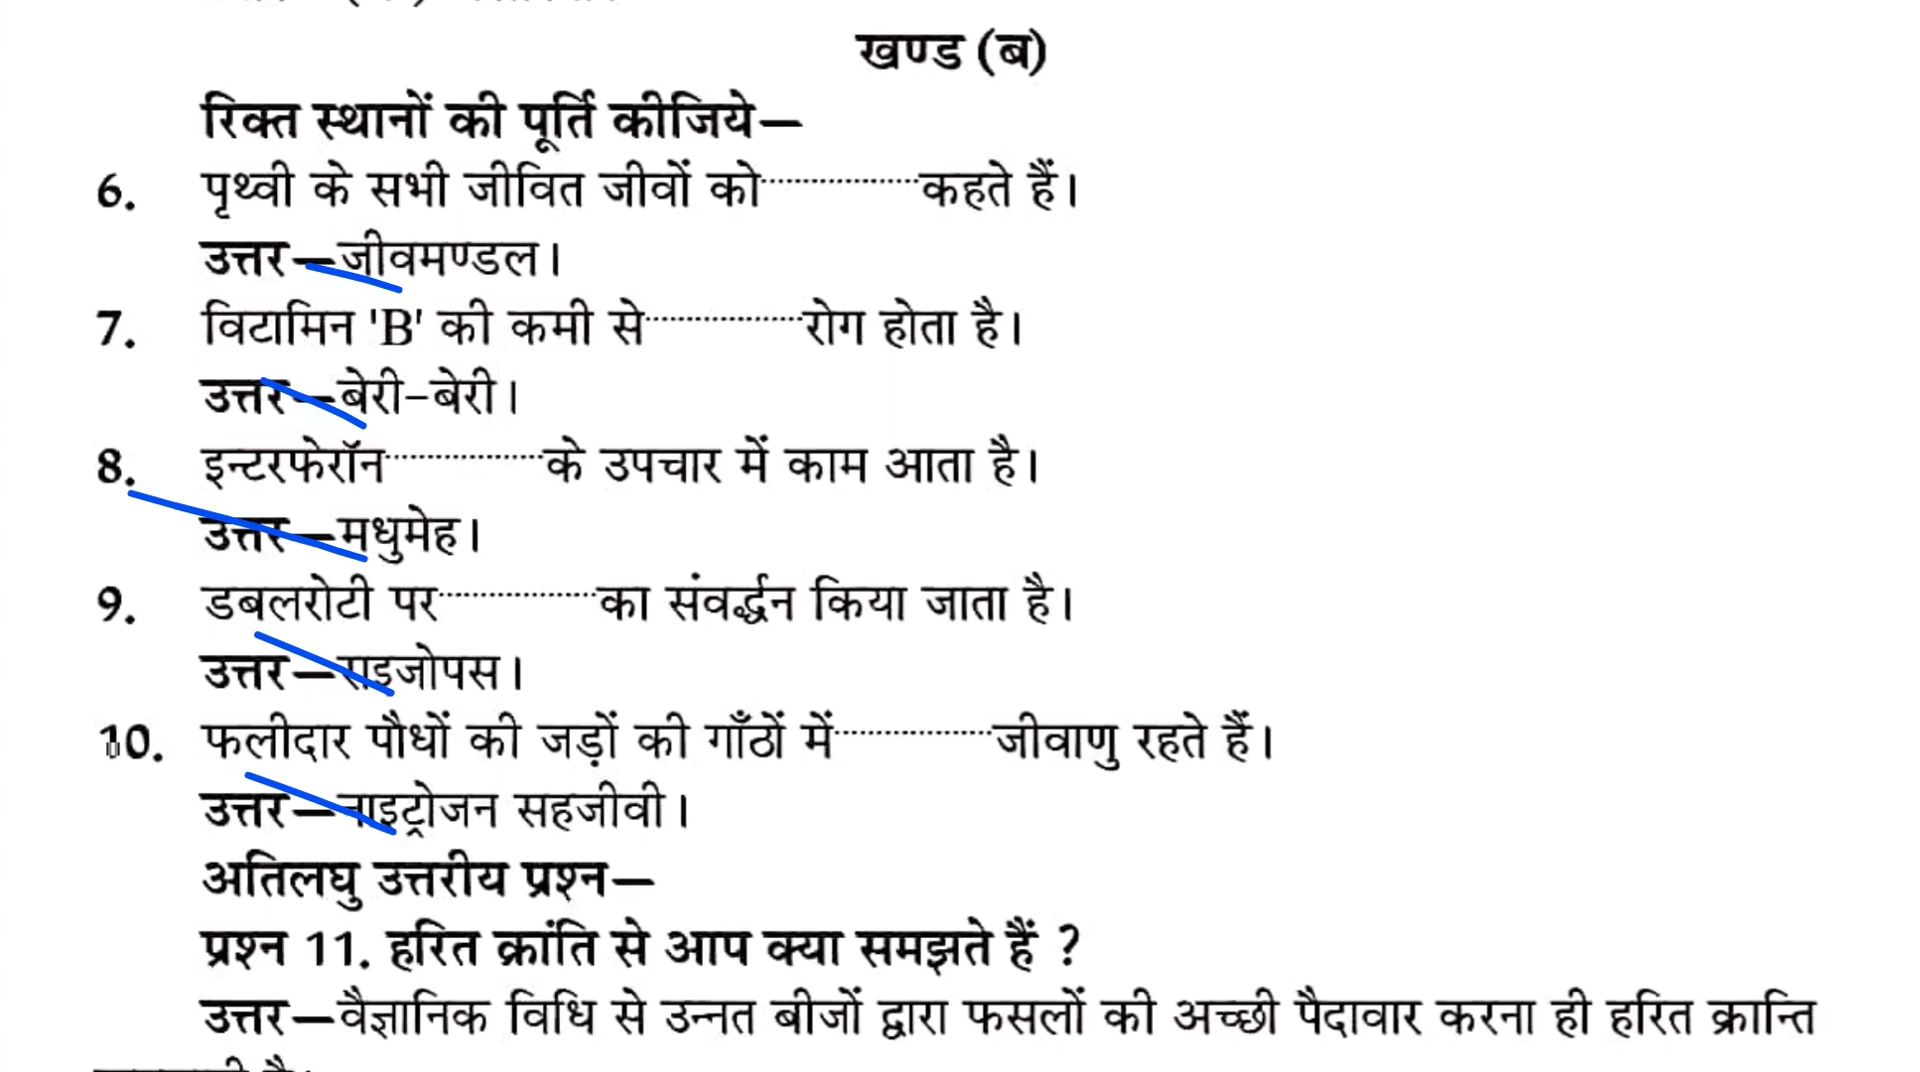 खण्ड (ब)
रिक्त स्थानों की पूर्ति कीजिये—
6. पृथ्वी के सभी जीवित जीवों को················कहते हैं।
उत्तर—जीवमण्डल।
7. विटामिन 'B' की कमी से················रोग होता है।
उत्तर—बेरी-बेरी।
8. इन्टरफेरॉन················के उपचार में काम आता है।
उत्तर—मधुमेह।
9. डबलरोटी पर················का संवर्द्धन किया जाता है।
उत्तर—राइजोपस।
10. फलीदार पौधों की जड़ों की गाँठों में················जीवाणु रहते हैं।
उत्तर—नाइट्रोजन सहजीवी।
अतिलघु उत्तरीय प्रश्न—
प्रश्न 11. हरित क्रांति से आप क्या समझते हैं ?
उत्तर—वैज्ञानिक विधि से उन्नत बीजों द्वारा फसलों की अच्छी पैदावार करना ही हरित क्रान्ति